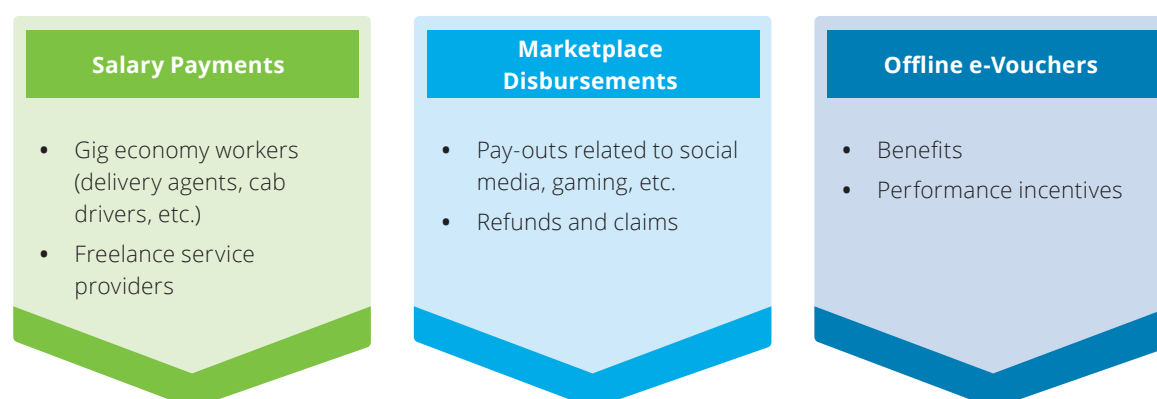 Salary Payments
• Gig economy workers
(delivery agents, cab
drivers, etc.)
• Freelance service
providers
Marketplace
Disbursements
• Pay-outs related to social
media, gaming, etc.
• Refunds and claims
Offline e-Vouchers
• Benefits
• Performance incentives